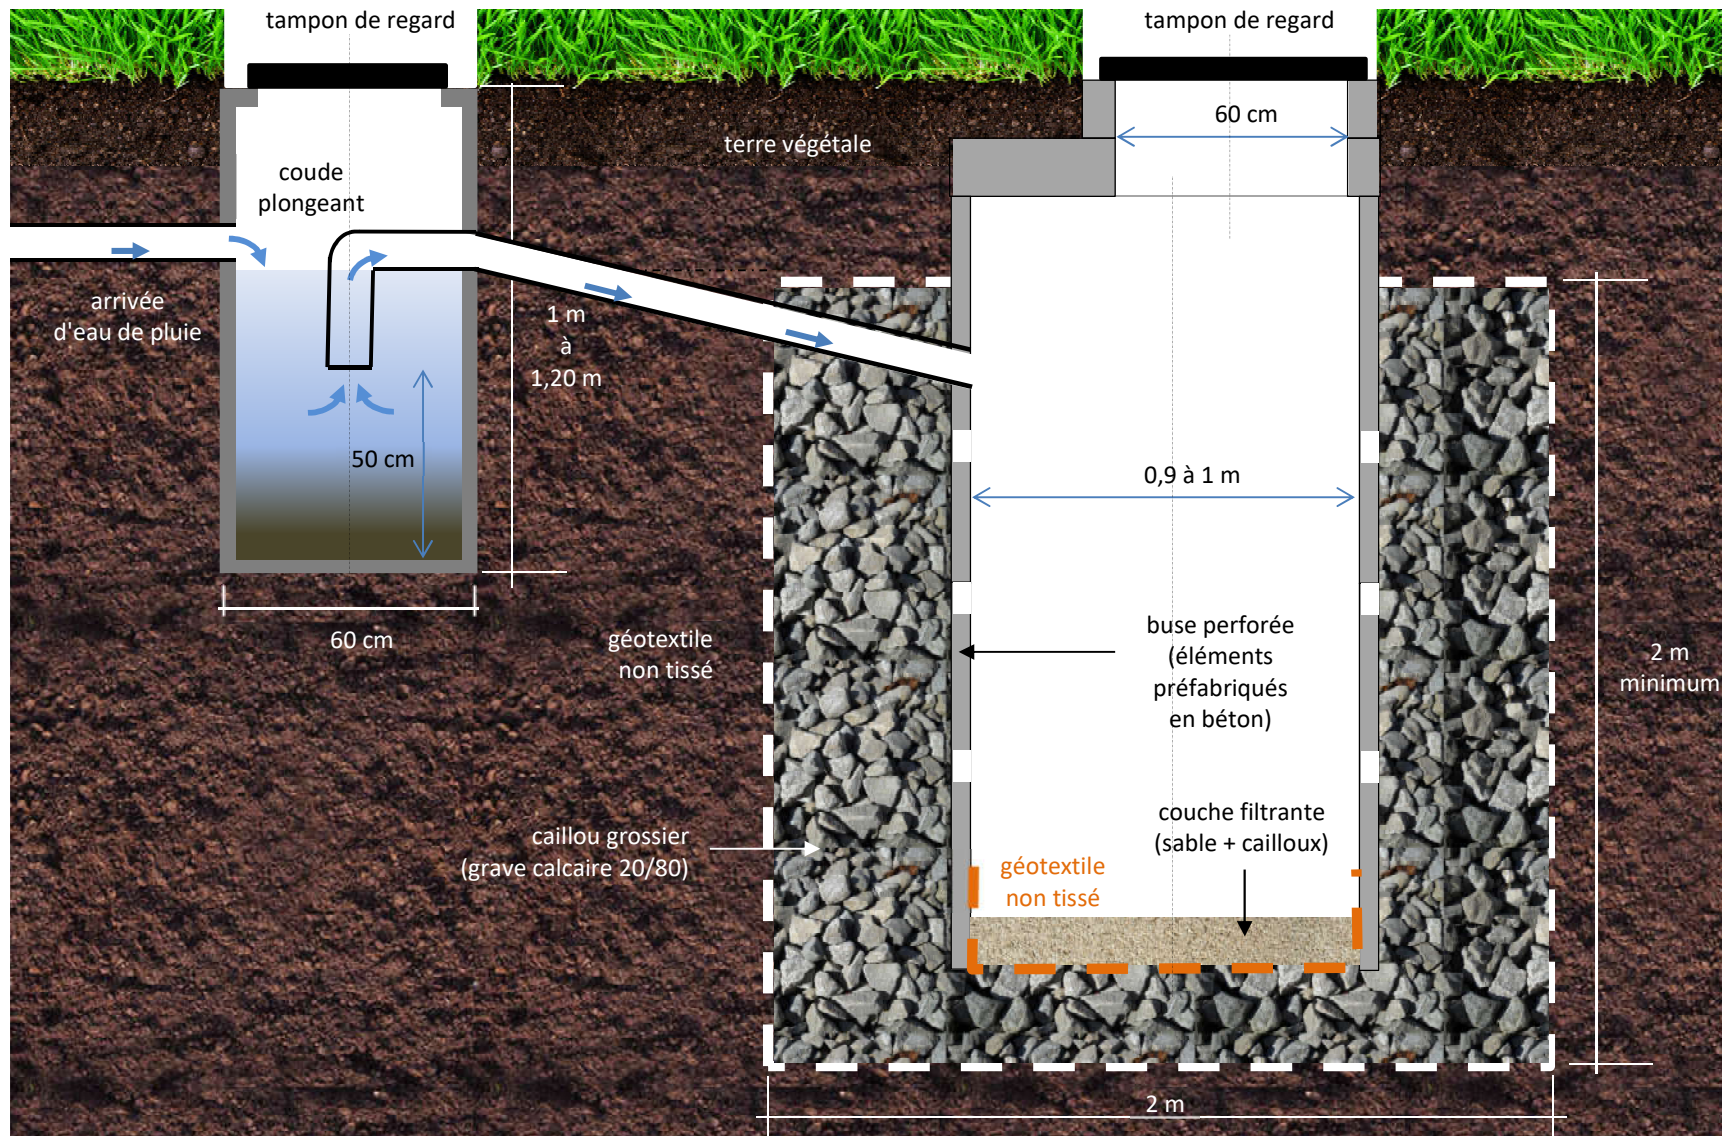 tampon de regard
tampon de regard
60 cm
terre végétale
coude
plongeant
arrivée
d'eau de pluie
1 m
à
1,20 m
50 cm
0,9 à 1 m
60 cm
géotextile
non tissé
buse perforée
(éléments
préfabriqués
en béton)
2 m
minimum
couche filtrante
(sable + cailloux)
caillou grossier
(grave calcaire 20/80)
géotextile
non tissé
2 m